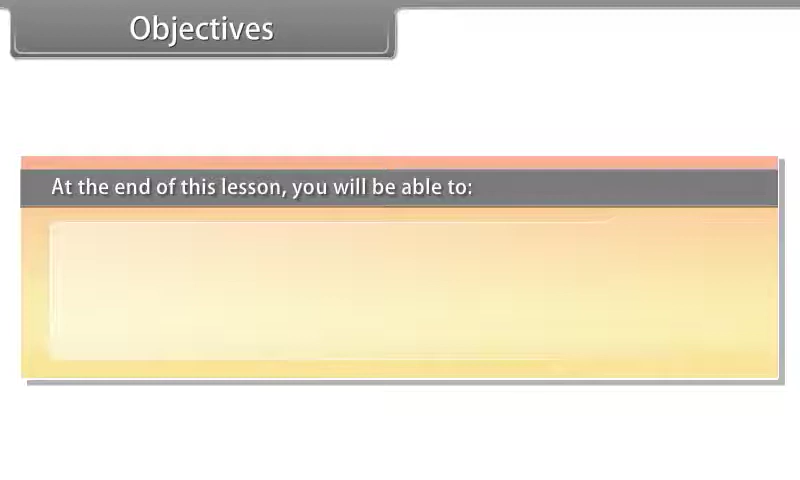 Objectives
At the end of this lesson, you will be able to: